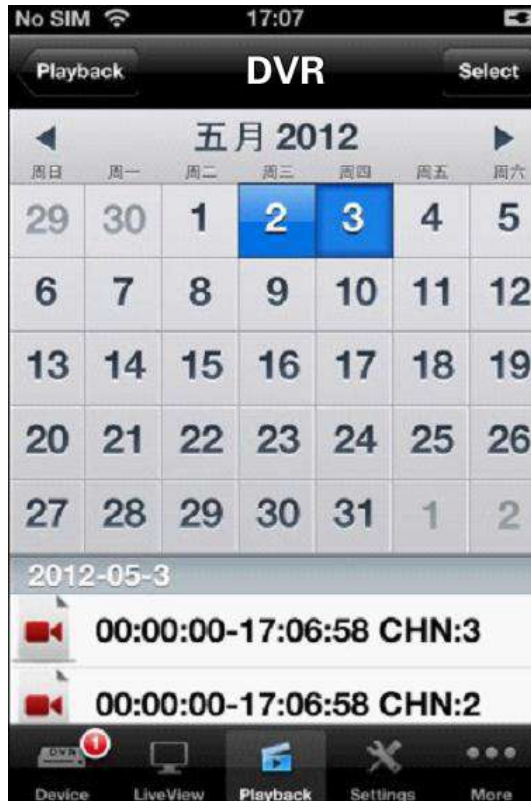 No SIM 17:07
Playback DVR Select
五月 2012
周日 周一 周二 周三 周四 周五 周六
29 30 1 2 3 4 5
6 7 8 9 10 11 12
13 14 15 16 17 18 19
20 21 22 23 24 25 26
27 28 29 30 31 1 2
2012-05-3
00:00:00-17:06:58 CHN:3
00:00:00-17:06:58 CHN:2
DVR 1
Device LiveView Playback Settings More